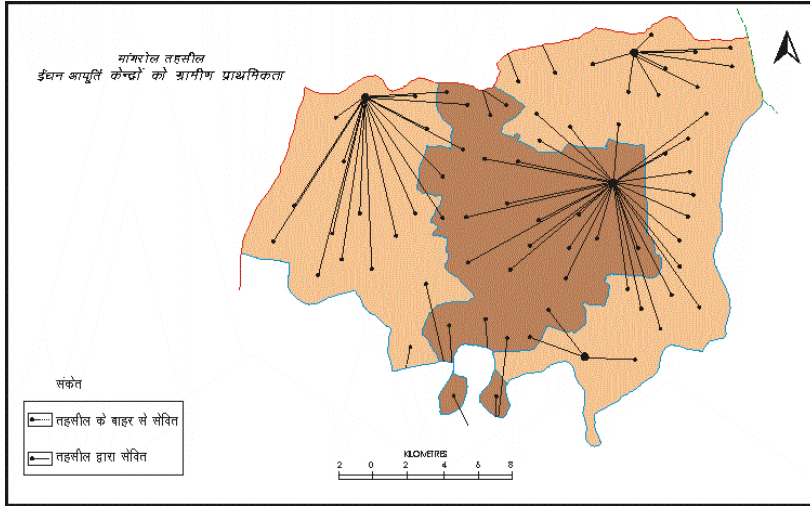 मांगरोल तहसील
ईंधन आपूर्ति केन्द्रों को ग्रामीण प्राथमिकता
संकेत
तहसील के बाहर से सेवित
तहसील द्वारा सेवित
KILOMETRES
2 0 2 4 6 8